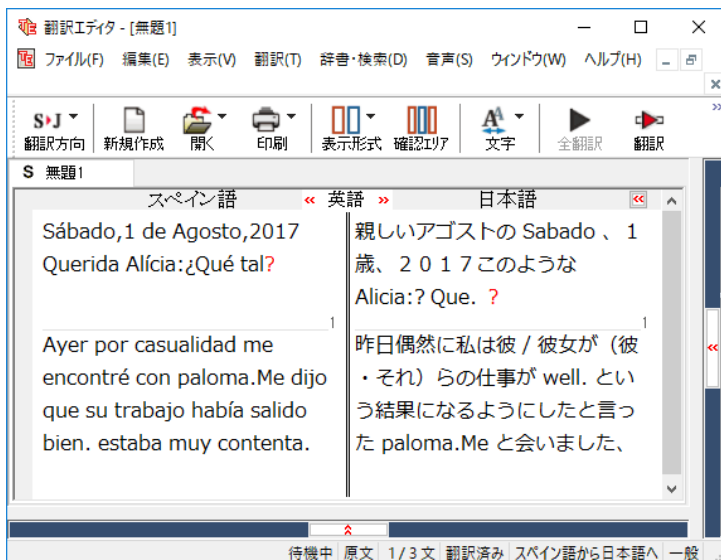 翻訳エディタ - [無題1]
ファイル(F) 編集(E) 表示(V) 翻訳(T) 辞書・検索(D) 音声(S) ウィンドウ(W) ヘルプ(H)
S▸J
翻訳方向 新規作成 開く 印刷 表示形式 確認エリア 文字 全翻訳 翻訳
S 無題1
スペイン語 « 英語 » 日本語 «
Sábado,1 de Agosto,2017
Querida Alícia:¿Qué tal?
1
親しいアゴストの Sabado 、 1
歳、２０１７このような
Alicia:? Que. ?
1
Ayer por casualidad me
encontré con paloma.Me dijo
que su trabajo había salido
bien. estaba muy contenta.
昨日偶然に私は彼 / 彼女が（彼
・それ）らの仕事が well. とい
う結果になるようにしたと言っ
た paloma.Me と会いました、
待機中 原文 1 / 3 文 翻訳済み スペイン語から日本語へ 一般